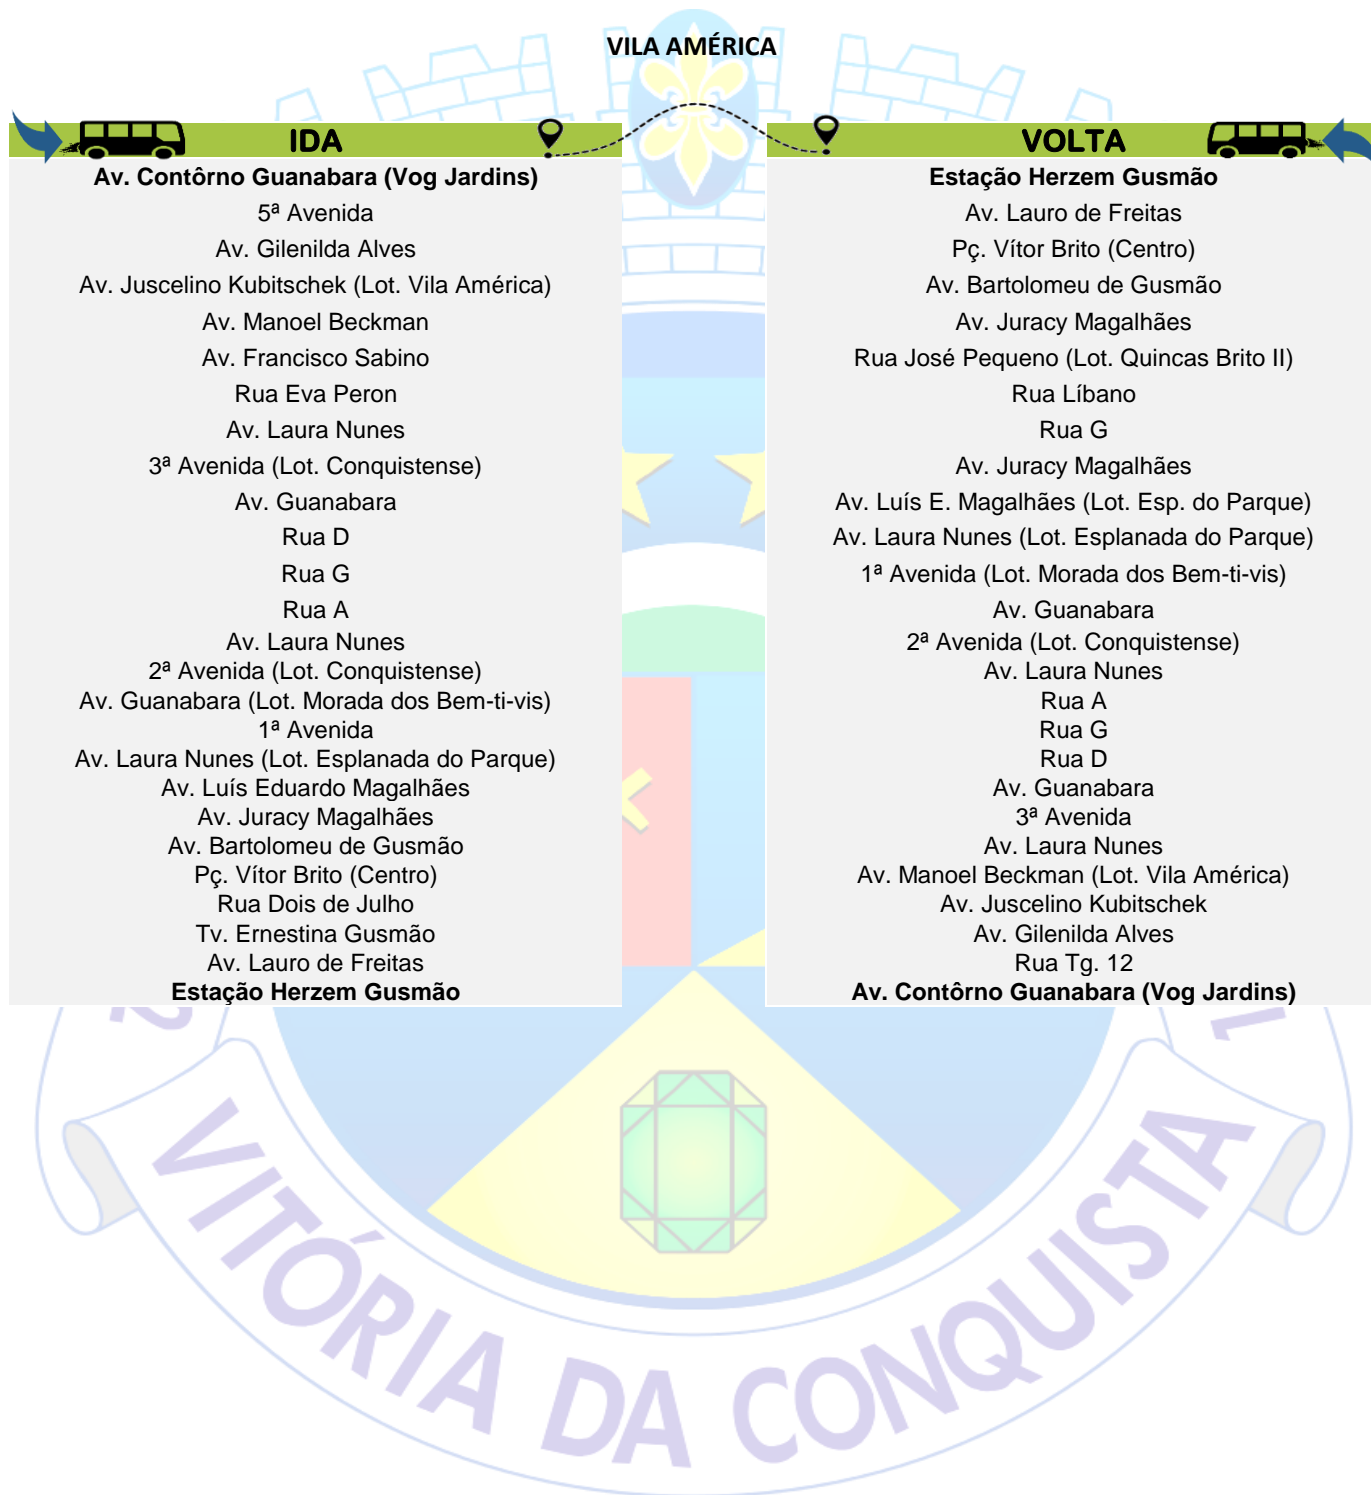 VILA AMÉRICA
IDA
Av. Contôrno Guanabara (Vog Jardins)
5ª Avenida
Av. Gilenilda Alves
Av. Juscelino Kubitschek (Lot. Vila América)
Av. Manoel Beckman
Av. Francisco Sabino
Rua Eva Peron
Av. Laura Nunes
3ª Avenida (Lot. Conquistense)
Av. Guanabara
Rua D
Rua G
Rua A
Av. Laura Nunes
2ª Avenida (Lot. Conquistense)
Av. Guanabara (Lot. Morada dos Bem-ti-vis)
1ª Avenida
Av. Laura Nunes (Lot. Esplanada do Parque)
Av. Luís Eduardo Magalhães
Av. Juracy Magalhães
Av. Bartolomeu de Gusmão
Pç. Vítor Brito (Centro)
Rua Dois de Julho
Tv. Ernestina Gusmão
Av. Lauro de Freitas
Estação Herzem Gusmão
VOLTA
Estação Herzem Gusmão
Av. Lauro de Freitas
Pç. Vítor Brito (Centro)
Av. Bartolomeu de Gusmão
Av. Juracy Magalhães
Rua José Pequeno (Lot. Quincas Brito II)
Rua Líbano
Rua G
Av. Juracy Magalhães
Av. Luís E. Magalhães (Lot. Esp. do Parque)
Av. Laura Nunes (Lot. Esplanada do Parque)
1ª Avenida (Lot. Morada dos Bem-ti-vis)
Av. Guanabara
2ª Avenida (Lot. Conquistense)
Av. Laura Nunes
Rua A
Rua G
Rua D
Av. Guanabara
3ª Avenida
Av. Laura Nunes
Av. Manoel Beckman (Lot. Vila América)
Av. Juscelino Kubitschek
Av. Gilenilda Alves
Rua Tg. 12
Av. Contôrno Guanabara (Vog Jardins)
VITÓRIA DA CONQUISTA